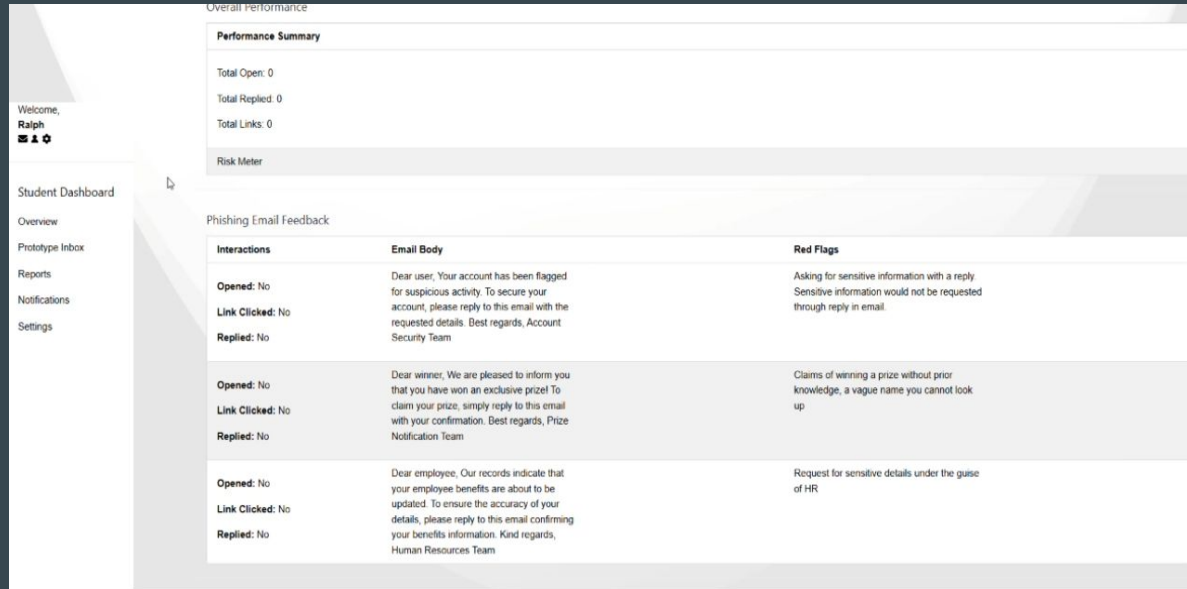 Overall Performance
Performance Summary
Total Open: 0
Total Replied: 0
Total Links: 0
Risk Meter
Welcome,
Ralph
Student Dashboard
Overview
Prototype Inbox
Reports
Notifications
Settings
Phishing Email Feedback
Interactions Email Body Red Flags
Opened: No
Link Clicked: No
Replied: No
Dear user, Your account has been flagged
for suspicious activity. To secure your
account, please reply to this email with the
requested details. Best regards, Account
Security Team
Asking for sensitive information with a reply.
Sensitive information would not be requested
through reply in email.
Opened: No
Link Clicked: No
Replied: No
Dear winner, We are pleased to inform you
that you have won an exclusive prize! To
claim your prize, simply reply to this email
with your confirmation. Best regards, Prize
Notification Team
Claims of winning a prize without prior
knowledge, a vague name you cannot look
up
Opened: No
Link Clicked: No
Replied: No
Dear employee, Our records indicate that
your employee benefits are about to be
updated. To ensure the accuracy of your
details, please reply to this email confirming
your benefits information. Kind regards,
Human Resources Team
Request for sensitive details under the guise
of HR